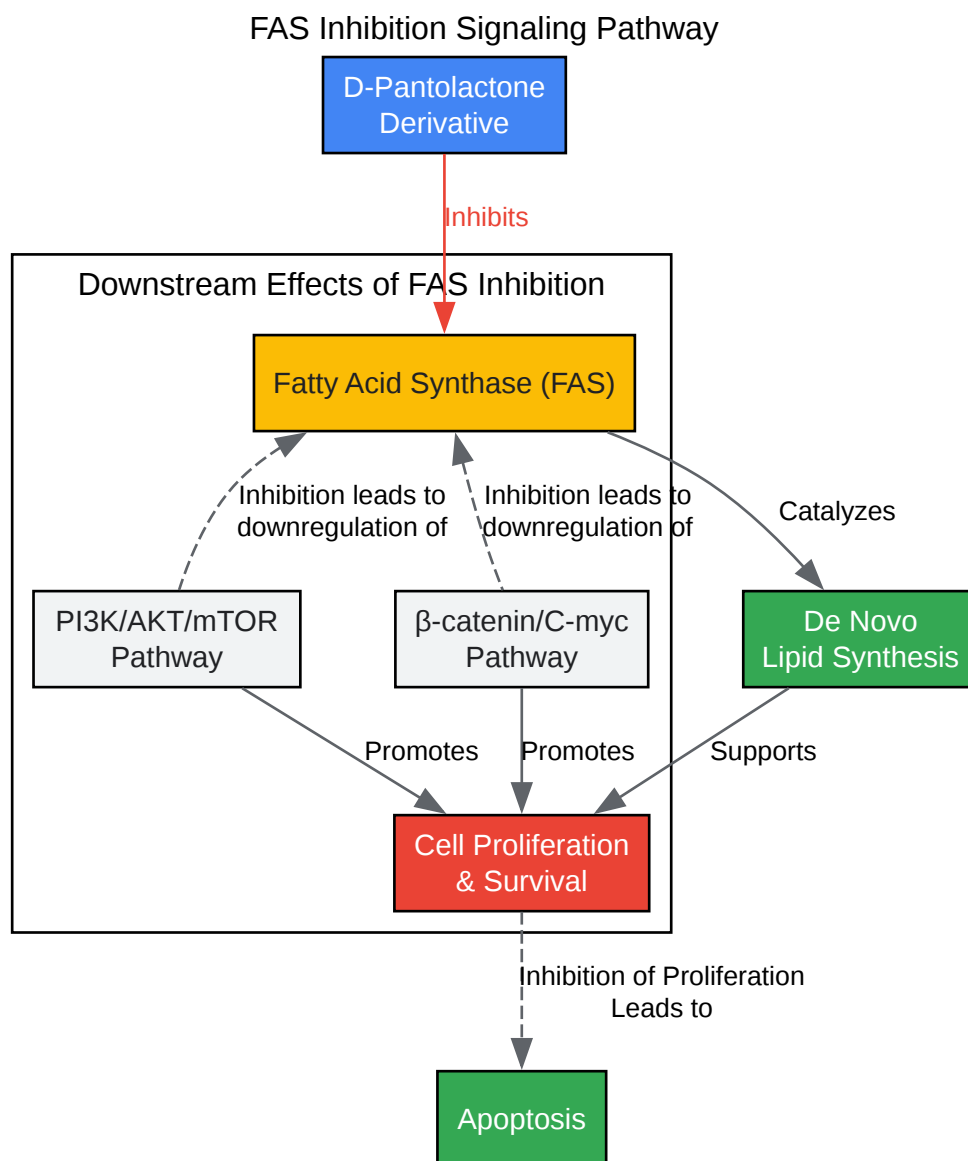 FAS Inhibition Signaling Pathway
D-Pantolactone
Derivative
Inhibits
Downstream Effects of FAS Inhibition
Fatty Acid Synthase (FAS)
Inhibition leads to
downregulation of
Inhibition leads to
downregulation of
Catalyzes
PI3K/AKT/mTOR
Pathway
β-catenin/C-myc
Pathway
De Novo
Lipid Synthesis
Promotes
Promotes
Supports
Cell Proliferation
& Survival
Inhibition of Proliferation
Leads to
Apoptosis